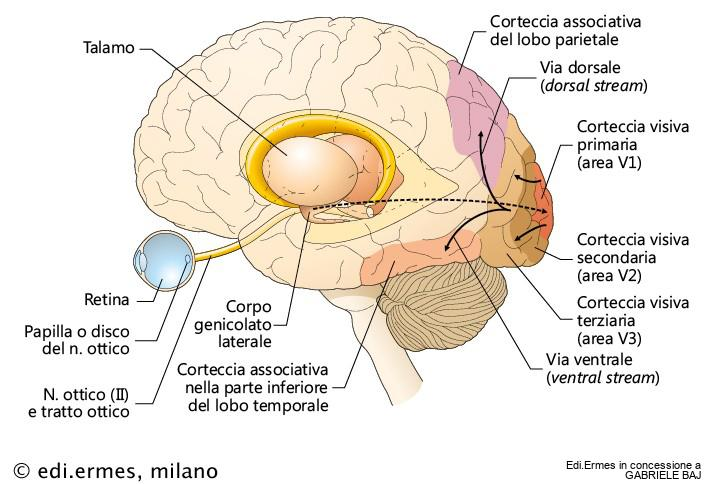 Corteccia associativa
del lobo parietale
Talamo
Via dorsale
(dorsal stream)
Corteccia visiva
primaria
(area V1)
Corteccia visiva
secondaria
(area V2)
Retina
Corpo
genicolato
laterale
Corteccia visiva
terziaria
(area V3)
Papilla o disco
del n. ottico
Via ventrale
(ventral stream)
Corteccia associativa
nella parte inferiore
del lobo temporale
N. ottico (II)
e tratto ottico
© edi.ermes, milano
Edi.Ermes in concessione a
GABRIELE BAJ